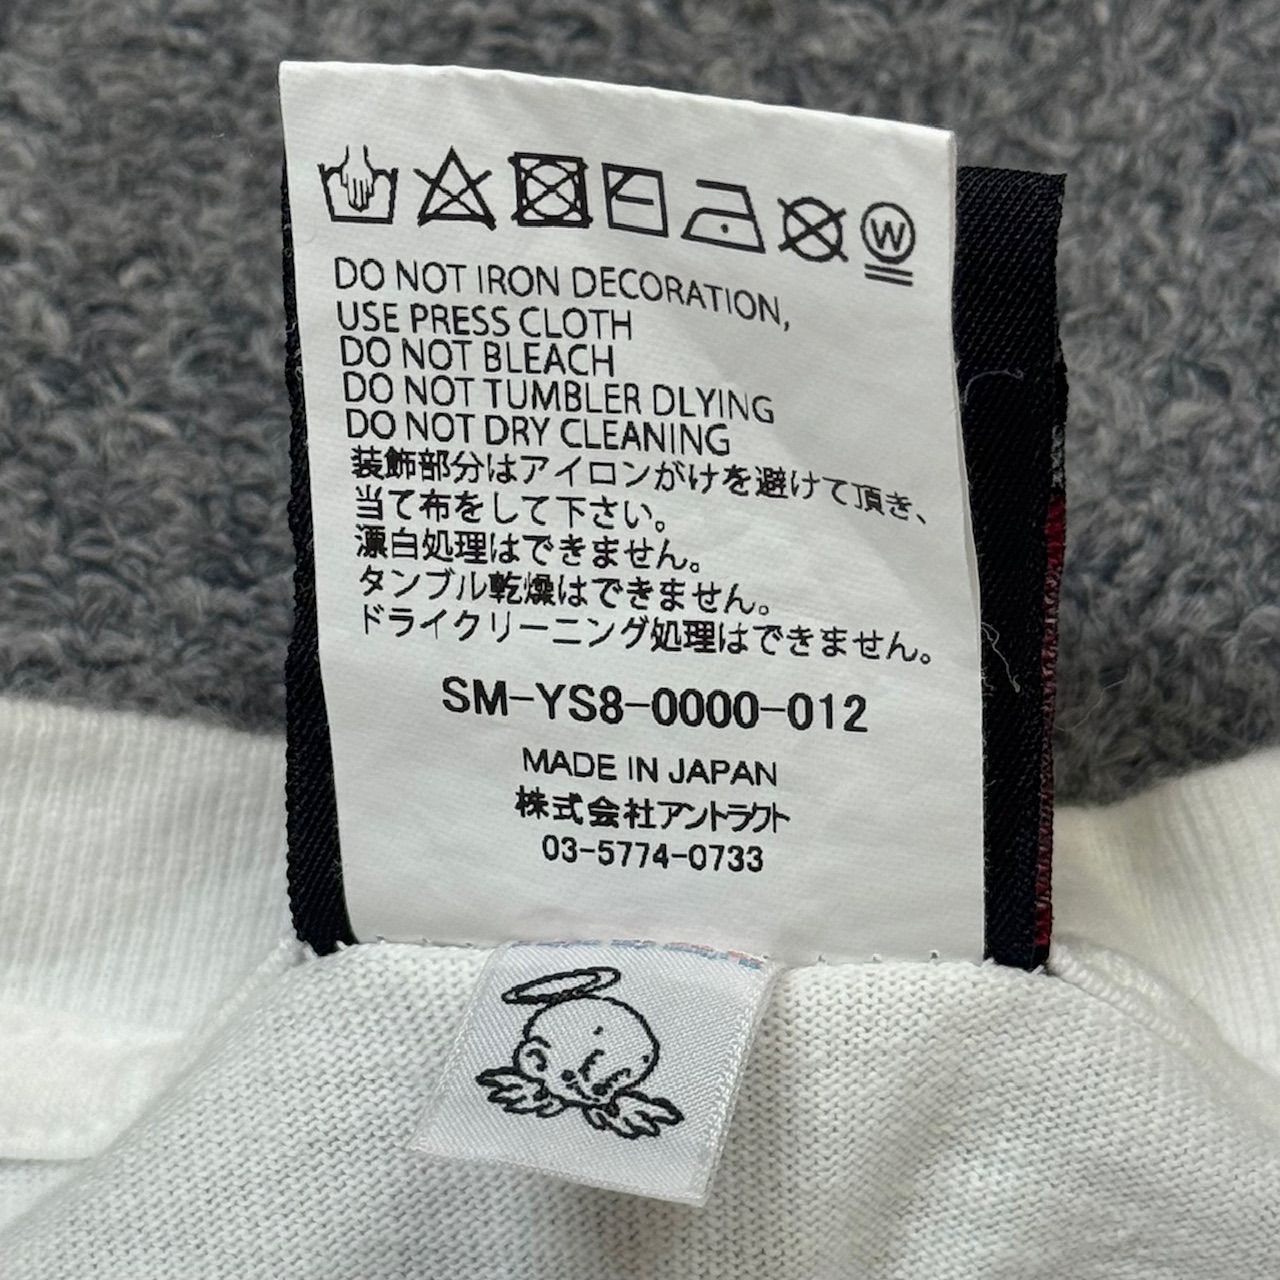 W
DO NOT IRON DECORATION,
USE PRESS CLOTH
DO NOT BLEACH
DO NOT TUMBLER DLYING
DO NOT DRY CLEANING
装飾部分はアイロンがけを避けて頂き、
当て布をして下さい。
漂白処理はできません。
タンブル乾燥はできません。
ドライクリーニング処理はできません。
SM-YS8-0000-012
MADE IN JAPAN
株式会社アントラクト
03-5774-0733